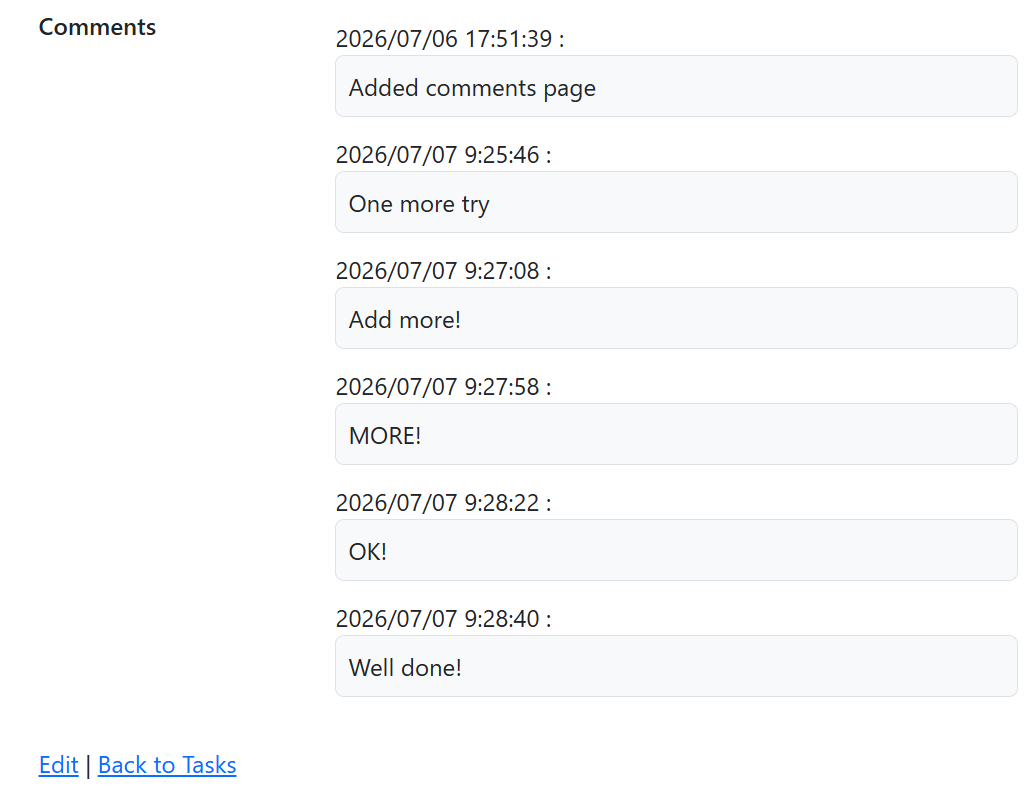 Comments
2026/07/06 17:51:39 :
Added comments page
2026/07/07 9:25:46 :
One more try
2026/07/07 9:27:08 :
Add more!
2026/07/07 9:27:58 :
MORE!
2026/07/07 9:28:22 :
OK!
2026/07/07 9:28:40 :
Well done!
Edit | Back to Tasks